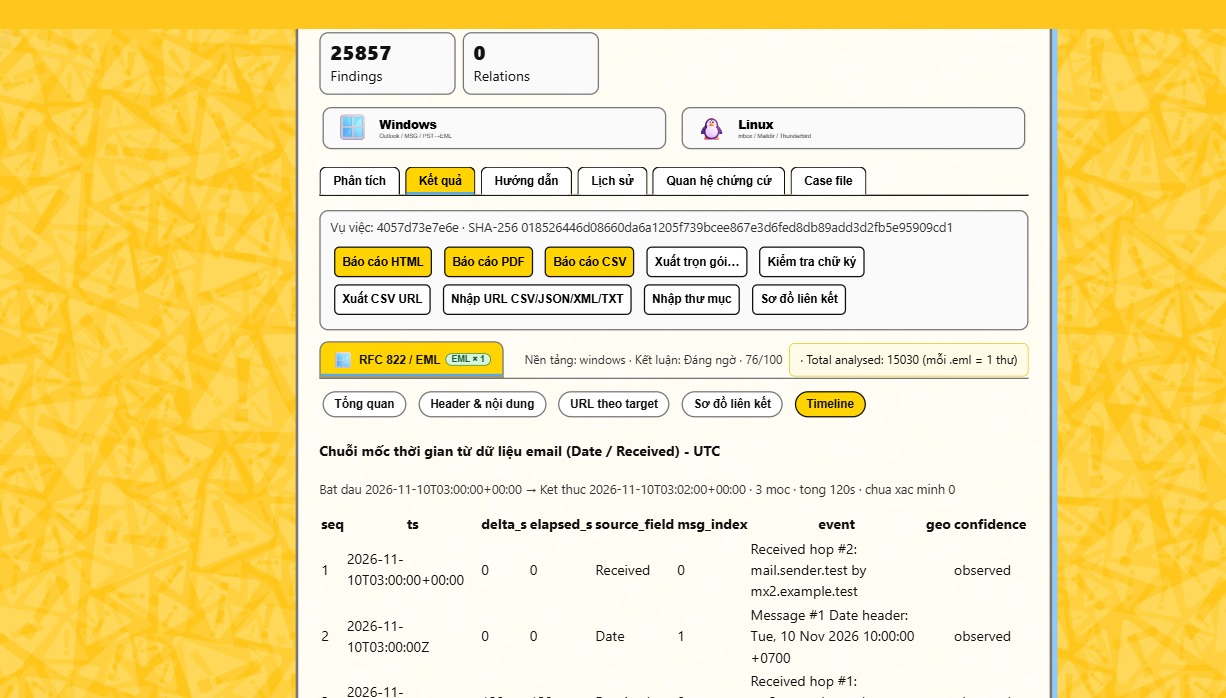 25857
Findings
0
Relations
Windows
Outlook / MSG / PST→EML
Linux
mbox / Maildir / Thunderbird
Phân tích
Kết quả
Hướng dẫn
Lịch sử
Quan hệ chứng cứ
Case file
Vụ việc: 4057d73e7e6e · SHA-256 018526446d08660da6a1205f739bcee867e3d6fed8db89add3d2fb5e95909cd1
Báo cáo HTML
Báo cáo PDF
Báo cáo CSV
Xuất trọn gói…
Kiểm tra chữ ký
Xuất CSV URL
Nhập URL CSV/JSON/XML/TXT
Nhập thư mục
Sơ đồ liên kết
RFC 822 / EML
EML × 1
Nền tảng: windows · Kết luận: Đáng ngờ · 76/100
· Total analysed: 15030 (mỗi .eml = 1 thư)
Tổng quan
Header & nội dung
URL theo target
Sơ đồ liên kết
Timeline
Chuỗi mốc thời gian từ dữ liệu email (Date / Received) - UTC
Bat dau 2026-11-10T03:00:00+00:00 → Ket thuc 2026-11-10T03:02:00+00:00 · 3 moc · tong 120s · chua xac minh 0
seq ts delta_s elapsed_s source_field msg_index event geo confidence
1 2026-11-10T03:00:00+00:00 0 0 Received 0 Received hop #2: mail.sender.test by mx2.example.test observed
2 2026-11-10T03:00:00Z 0 0 Date 1 Message #1 Date header: Tue, 10 Nov 2026 10:00:00 +0700 observed
2026-11- Received hop #1: